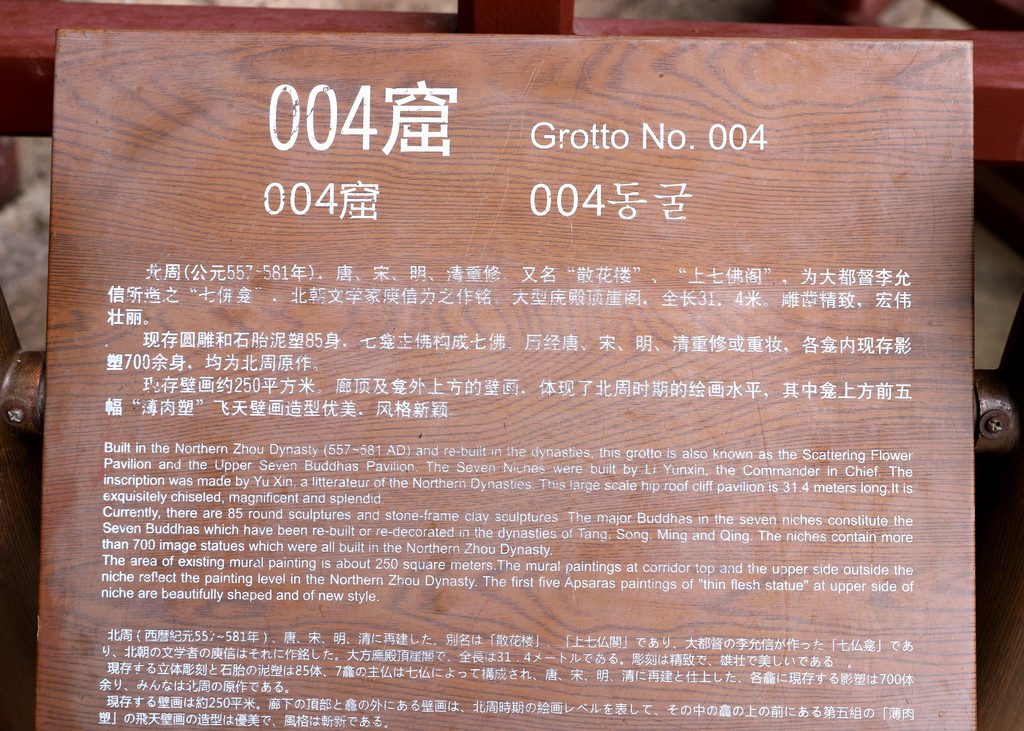 004窟 Grotto No. 004
004窟 004동굴
北周(公元557~581年)，唐、宋、明、清重修，又名“散花楼”、“上七佛阁”，为大都督李允
信所造之“七佛龛”，北朝文学家庾信为之作铭。大型庑殿顶崖阁，全长31．4米。雕凿精致，宏伟
壮丽。
现存圆雕和石胎泥塑85身，七龛主佛构成七佛。历经唐、宋、明、清重修或重妆，各龛内现存影
塑700余身，均为北周原作。
现存壁画约250平方米，廊顶及龛外上方的壁画，体现了北周时期的绘画水平，其中龛上方前五
幅“薄肉塑”飞天壁画造型优美，风格新颖
Built in the Northern Zhou Dynasty (557~581 AD) and re-built in the dynasties, this grotto is also known as the Scattering Flower
Pavilion and the Upper Seven Buddhas Pavilion. The Seven Niches were built by Li Yunxin, the Commander in Chief. The
inscription was made by Yu Xin, a litterateur of the Northern Dynasties. This large scale hip roof cliff pavilion is 31.4 meters long.It is
exquisitely chiseled, magnificent and splendid.
Currently, there are 85 round sculptures and stone-frame clay sculptures. The major Buddhas in the seven niches constitute the
Seven Buddhas which have been re-built or re-decorated in the dynasties of Tang, Song, Ming and Qing. The niches contain more
than 700 image statues which were all built in the Northern Zhou Dynasty.
The area of existing mural painting is about 250 square meters.The mural paintings at corridor top and the upper side outside the
niche reflect the painting level in the Northern Zhou Dynasty. The first five Apsaras paintings of "thin flesh statue" at upper side of
niche are beautifully shaped and of new style.
北周（西暦紀元557~581年）、唐、宋、明、清に再建した，別名は「散花楼」、「上七仏閣」であり、大都督の李允信が作った「七仏龛」であ
り、北朝の文学者の庾信はそれに作銘した。大方廡殿頂崖閣で、全長は31．4メートルである。彫刻は精致で、雄壮で美しいである 。
現存する立体彫刻と石胎の泥塑は85体、7龕の主仏は七仏によって構成され、唐、宋、明、清に再建と仕上した、各龕に現存する影塑は700体
余り、みんなは北周の原作である。
現存する壁画は約250平米。廊下の頂部と龕の外にある壁画は、北周時期の絵画レベルを表して、その中の龕の上の前にある第五組の「薄肉
塑」の飛天壁画の造型は優美で、風格は斬新である。